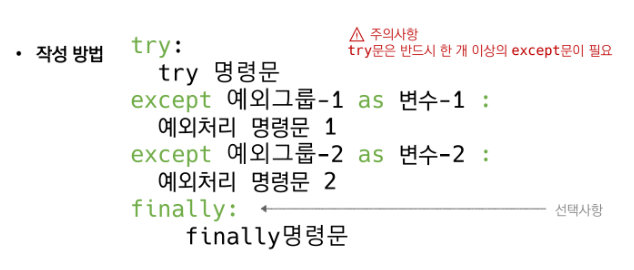 • 작성 방법
try:
try 명령문
except 예외그룹-1 as 변수-1 :
예외처리 명령문 1
except 예외그룹-2 as 변수-2 :
예외처리 명령문 2
finally:
finally명령문
⚠ 주의사항
try문은 반드시 한 개 이상의 except문이 필요
선택사항